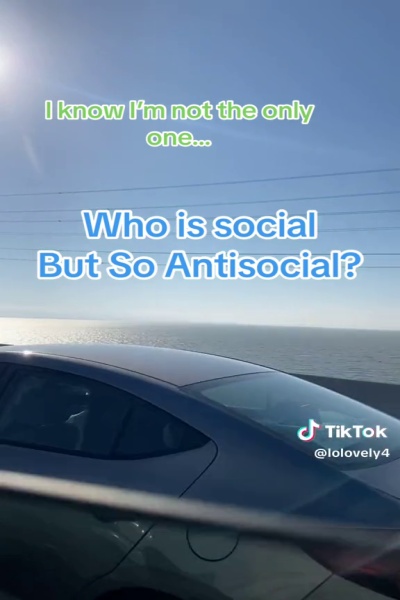 I know I'm not the only
one...
Who is social
But So Antisocial?
TikTok
@lolovely4